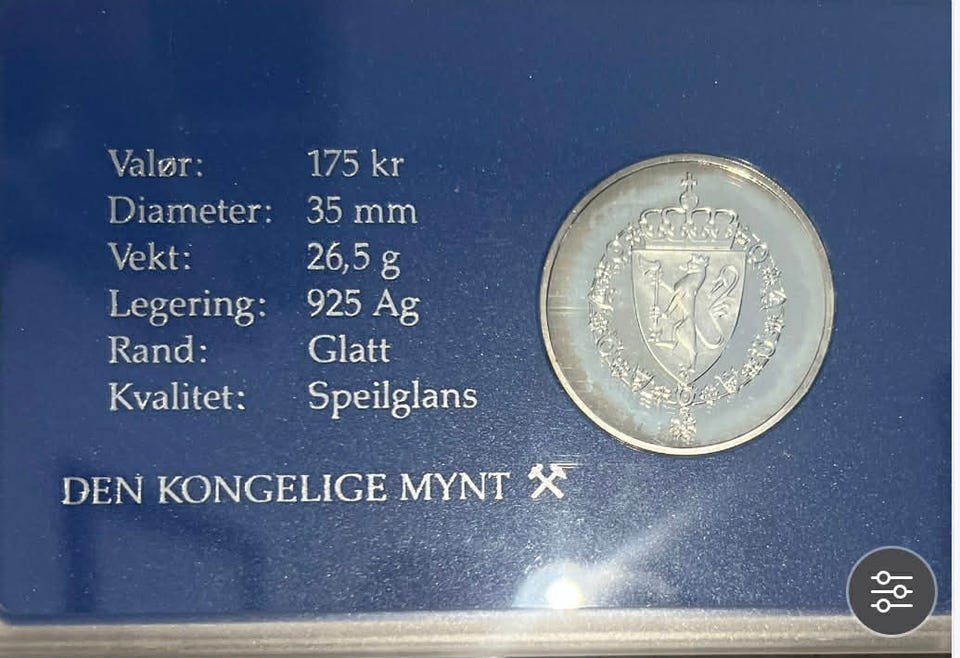 Valør: 175 kr
Diameter: 35 mm
Vekt: 26,5 g
Legering: 925 Ag
Rand: Glatt
Kvalitet: Speilglans
DEN KONGELIGE MYNT